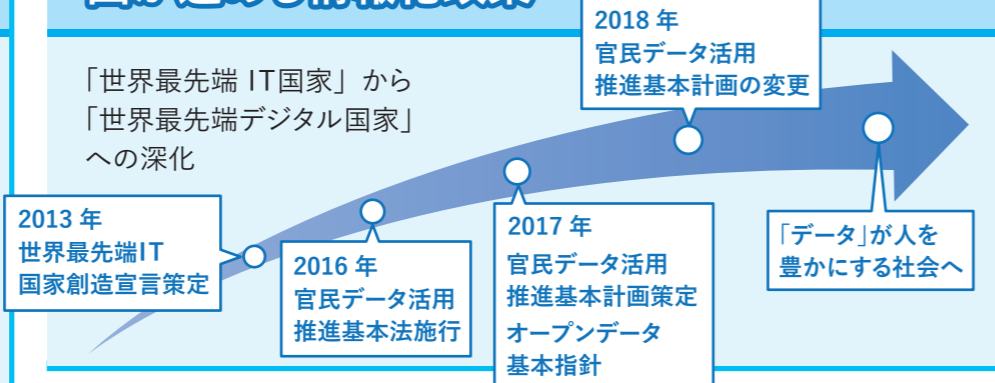 「世界最先端 IT国家」から
「世界最先端デジタル国家」
への深化
2013 年
世界最先端IT
国家創造宣言策定
2016 年
官民データ活用
推進基本法施行
2017 年
官民データ活用
推進基本計画策定
オープンデータ
基本指針
2018 年
官民データ活用
推進基本計画の変更
「データ」が人を
豊かにする社会へ